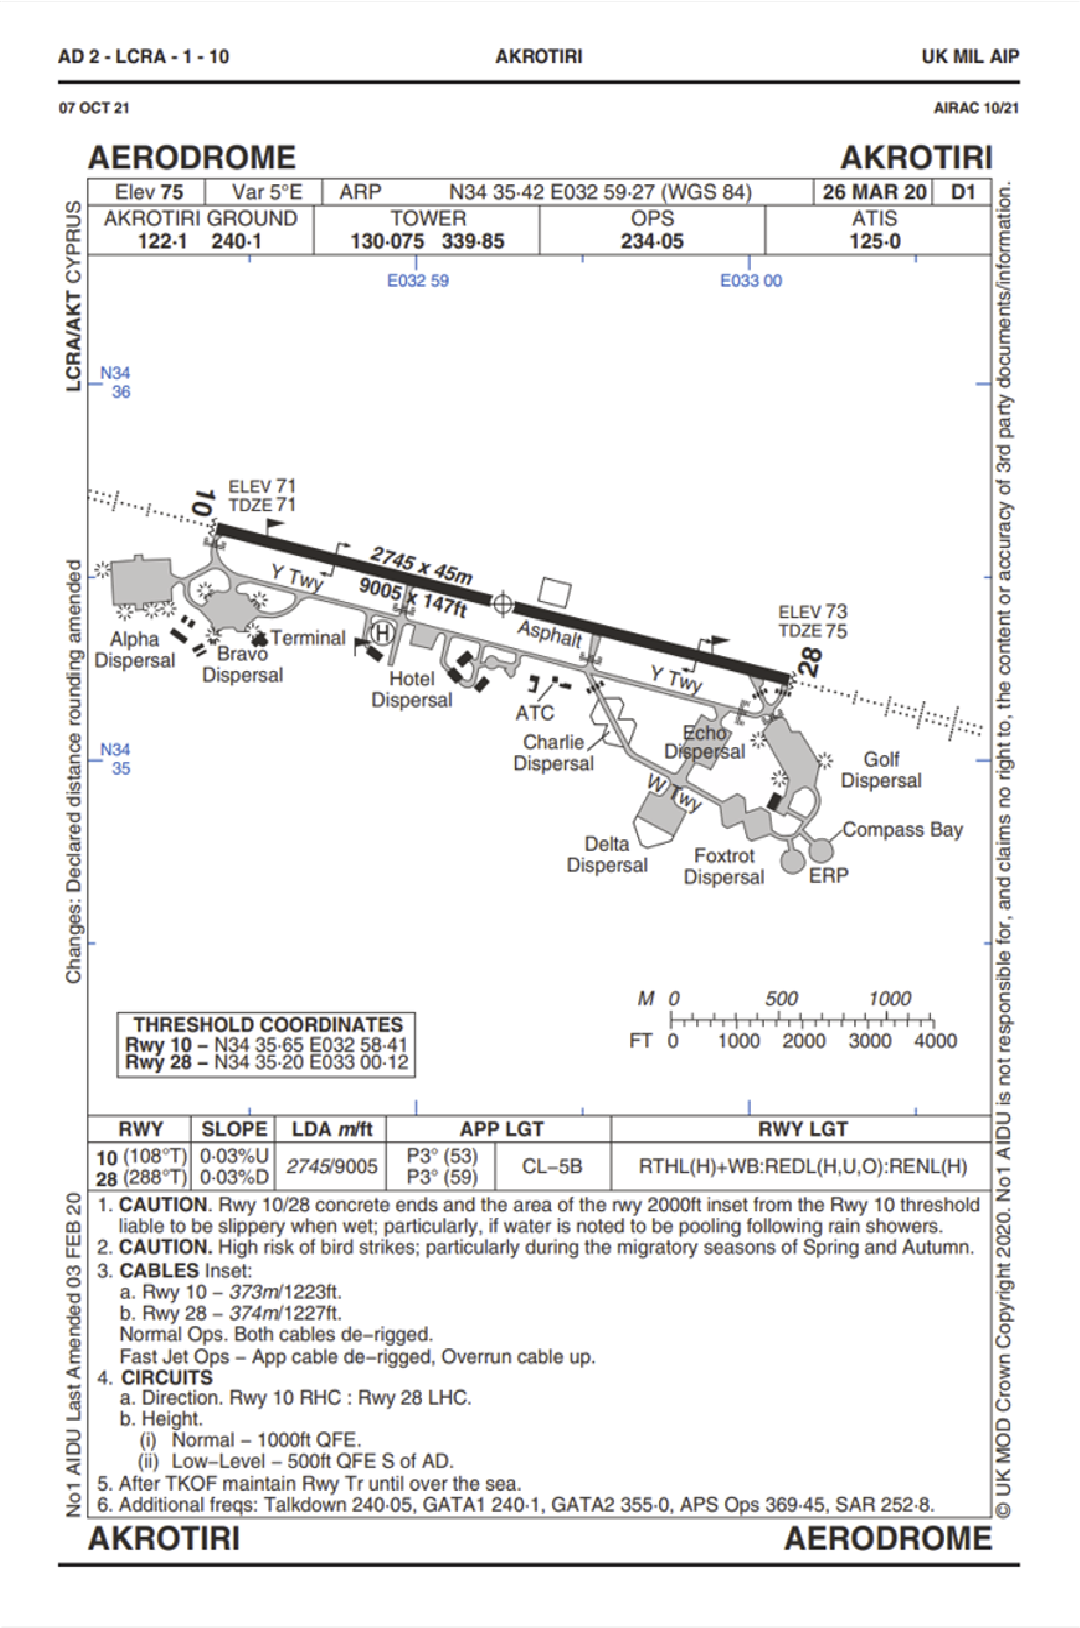 AD 2 - LCRA - 1 - 10 AKROTIRI UK MIL AIP
07 OCT 21 AIRAC 10/21
AERODROME AKROTIRI
Elev 75 Var 5°E ARP N34 35·42 E032 59·27 (WGS 84) 26 MAR 20 D1
AKROTIRI GROUND TOWER OPS ATIS
122·1 240·1 130·075 339·85 234·05 125·0
LCRA/AKT CYPRUS
E032 59 E033 00
N34
36
10
ELEV 71
TDZE 71
2745 x 45m
9005 x 147ft
Y Twy
Asphalt
ELEV 73
TDZE 75
28
Y Twy
Alpha
Dispersal
Bravo
Dispersal
Terminal
H
Hotel
Dispersal
ATC
Charlie
Dispersal
Echo
Dispersal
W Twy
Golf
Dispersal
Delta
Dispersal
Foxtrot
Dispersal
Compass Bay
ERP
N34
35
Changes: Declared distance rounding amended
M 0 500 1000
FT 0 1000 2000 3000 4000
THRESHOLD COORDINATES
Rwy 10 – N34 35·65 E032 58·41
Rwy 28 – N34 35·20 E033 00·12
RWY SLOPE LDA m/ft APP LGT RWY LGT
10 (108°T) 0·03%U 2745/9005 P3° (53) CL–5B RTHL(H)+WB:REDL(H,U,O):RENL(H)
28 (288°T) 0·03%D P3° (59)
1. CAUTION. Rwy 10/28 concrete ends and the area of the rwy 2000ft inset from the Rwy 10 threshold
liable to be slippery when wet; particularly, if water is noted to be pooling following rain showers.
2. CAUTION. High risk of bird strikes; particularly during the migratory seasons of Spring and Autumn.
3. CABLES Inset:
a. Rwy 10 – 373m/1223ft.
b. Rwy 28 – 374m/1227ft.
Normal Ops. Both cables de–rigged.
Fast Jet Ops – App cable de–rigged, Overrun cable up.
4. CIRCUITS
a. Direction. Rwy 10 RHC : Rwy 28 LHC.
b. Height.
(i) Normal – 1000ft QFE.
(ii) Low–Level – 500ft QFE S of AD.
5. After TKOF maintain Rwy Tr until over the sea.
6. Additional freqs: Talkdown 240·05, GATA1 240·1, GATA2 355·0, APS Ops 369·45, SAR 252·8.
No1 AIDU Last Amended 03 FEB 20
© UK MOD Crown Copyright 2020. No1 AIDU is not responsible for, and claims no right to, the content or accuracy of 3rd party documents/information.
AKROTIRI AERODROME